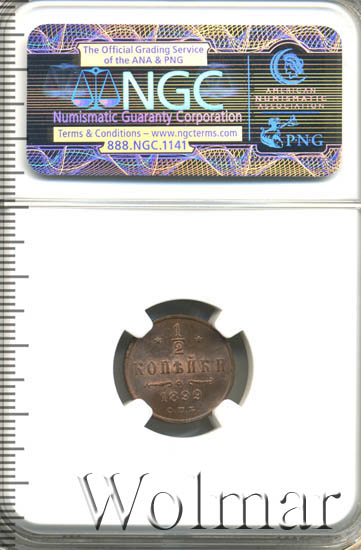 The Official Grading Service
of the ANA & PNG
NGC
Numismatic Guaranty Corporation
Terms & Conditions – www.ngcterms.com
888.NGC.1141
AMERICAN
NUMISMATIC
ASSOCIATION
PNG
1/2
КОПѢЙКИ
1899
С.П.Б.
Wolmar